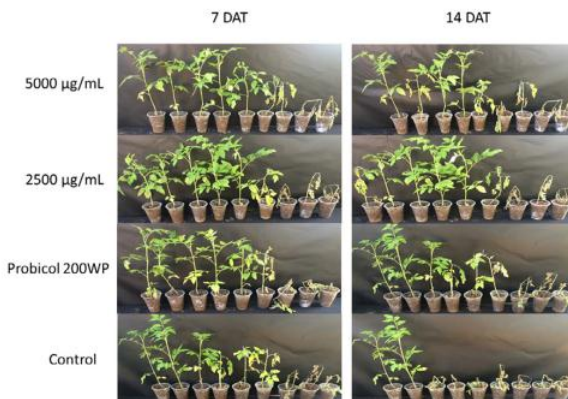 7 DAT
14 DAT
5000 µg/mL
2500 µg/mL
Probicol 200WP
Control